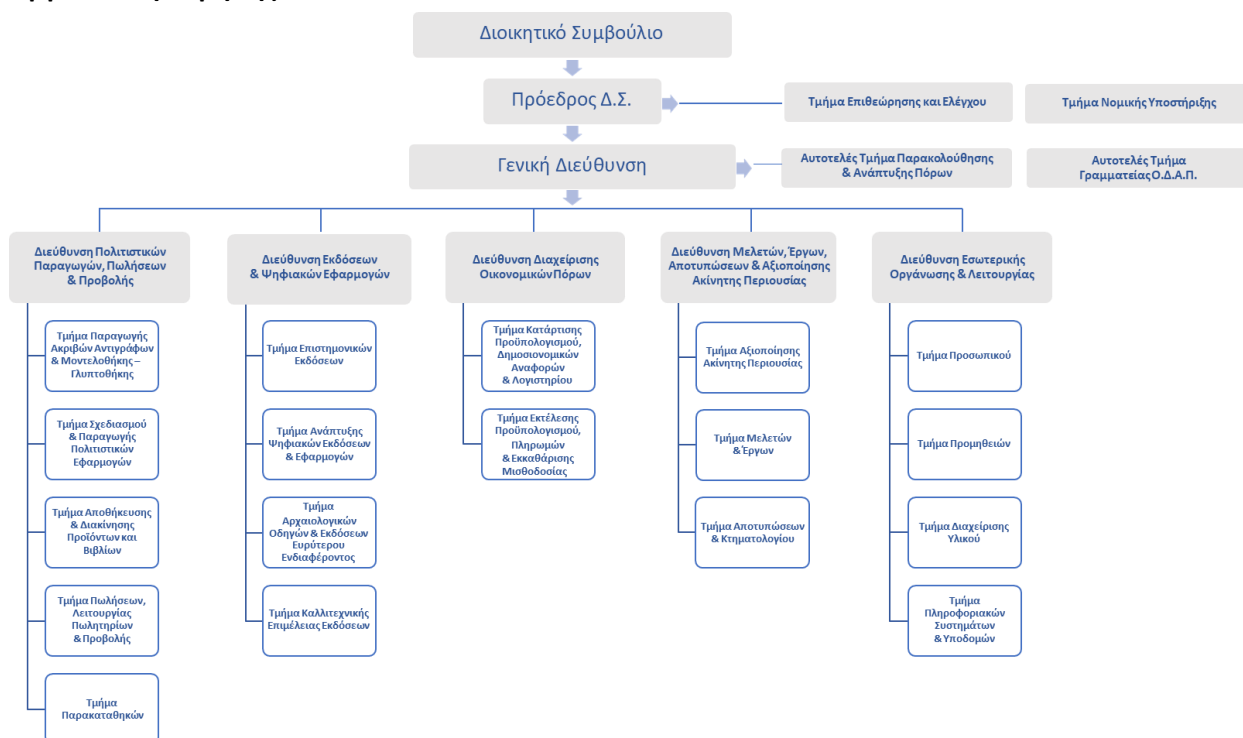 Διοικητικό Συμβούλιο
Πρόεδρος Δ.Σ.
Τμήμα Επιθεώρησης και Ελέγχου
Τμήμα Νομικής Υποστήριξης
Γενική Διεύθυνση
Αυτοτελές Τμήμα Παρακολούθησης
& Ανάπτυξης Πόρων
Αυτοτελές Τμήμα
Γραμματείας Ο.Δ.Α.Π.
Διεύθυνση Πολιτιστικών
Παραγωγών, Πωλήσεων
& Προβολής
Τμήμα Παραγωγής
Ακριβών Αντιγράφων
& Μοντελοθήκης –
Γλυπτοθήκης
Τμήμα Σχεδιασμού
& Παραγωγής
Πολιτιστικών
Εφαρμογών
Τμήμα Αποθήκευσης
& Διακίνησης
Προϊόντων και
Βιβλίων
Τμήμα Πωλήσεων,
Λειτουργίας
Πωλητηρίων
& Προβολής
Τμήμα
Παρακαταθηκών
Διεύθυνση Εκδόσεων
& Ψηφιακών Εφαρμογών
Τμήμα Επιστημονικών
Εκδόσεων
Τμήμα Ανάπτυξης
Ψηφιακών Εκδόσεων
& Εφαρμογών
Τμήμα
Αρχαιολογικών
Οδηγών & Εκδόσεων
Ευρύτερου
Ενδιαφέροντος
Τμήμα Καλλιτεχνικής
Επιμέλειας Εκδόσεων
Διεύθυνση Διαχείρισης
Οικονομικών Πόρων
Τμήμα Κατάρτισης
Προϋπολογισμού,
Δημοσιονομικών
Αναφορών
& Λογιστηρίου
Τμήμα Εκτέλεσης
Προϋπολογισμού,
Πληρωμών
& Εκκαθάρισης
Μισθοδοσίας
Διεύθυνση Μελετών, Έργων,
Αποτυπώσεων & Αξιοποίησης
Ακίνητης Περιουσίας
Τμήμα Αξιοποίησης
Ακίνητης Περιουσίας
Τμήμα Μελετών
& Έργων
Τμήμα Αποτυπώσεων
& Κτηματολογίου
Διεύθυνση Εσωτερικής
Οργάνωσης & Λειτουργίας
Τμήμα Προσωπικού
Τμήμα Προμηθειών
Τμήμα Διαχείρισης
Υλικού
Τμήμα
Πληροφοριακών
Συστημάτων
& Υποδομών